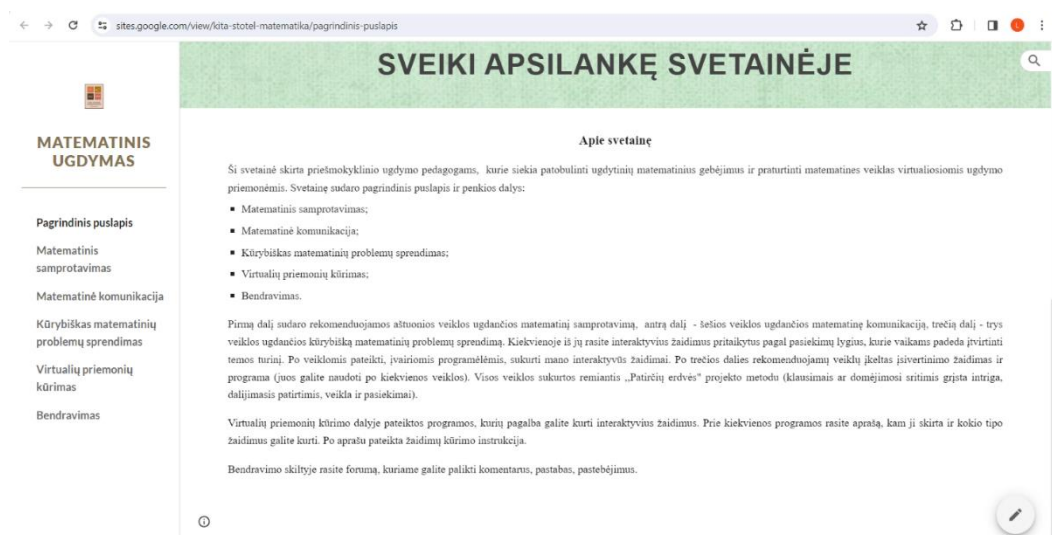 sites.google.com/view/kita-stotel-matematika/pagrindinis-puslapis
SVEIKI APSILANKĘ SVETAINĖJE
MATEMATINIS
UGDYMAS
Pagrindinis puslapis
Matematinis
samprotavimas
Matematinė komunikacija
Kūrybiškas matematinių
problemų sprendimas
Virtualių priemonių
kūrimas
Bendravimas
Apie svetainę
Ši svetainė skirta priešmokyklinio ugdymo pedagogams, kurie siekia patobulinti ugdytinių matematinius gebėjimus ir praturtinti matematines veiklas virtualiosiomis ugdymo
priemonėmis. Svetainę sudaro pagrindinis puslapis ir penkios dalys:
▪ Matematinis samprotavimas;
▪ Matematinė komunikacija;
▪ Kūrybiškas matematinių problemų sprendimas;
▪ Virtualių priemonių kūrimas;
▪ Bendravimas.
Pirmą dalį sudaro rekomenduojamos aštuonios veiklos ugdančios matematinį samprotavimą, antrą dalį - šešios veiklos ugdančios matematinę komunikaciją, trečią dalį - trys
veiklos ugdančios kūrybišką matematinių problemų sprendimą. Kiekvienoje iš jų rasite interaktyvius žaidimus pritaikytus pagal pasiekimų lygius, kurie vaikams padeda įtvirtinti
temos turinį. Po veiklomis pateikti, įvairiomis programėlėmis, sukurti mano interaktyvūs žaidimai. Po trečios dalies rekomenduojamų veiklų įkeltas įsivertinimo žaidimas ir
programa (juos galite naudoti po kiekvienos veiklos). Visos veiklos sukurtos remiantis ,,Patirčių erdvės" projekto metodu (klausimais ar domėjimosi sritimis grįsta intriga,
dalijimasis patirtimis, veikla ir pasiekimai).
Virtualių priemonių kūrimo dalyje pateiktos programos, kurių pagalba galite kurti interaktyvius žaidimus. Prie kiekvienos programos rasite aprašą, kam ji skirta ir kokio tipo
žaidimus galite kurti. Po aprašu pateikta žaidimų kūrimo instrukcija.
Bendravimo skiltyje rasite forumą, kuriame galite palikti komentarus, pastabas, pastebėjimus.